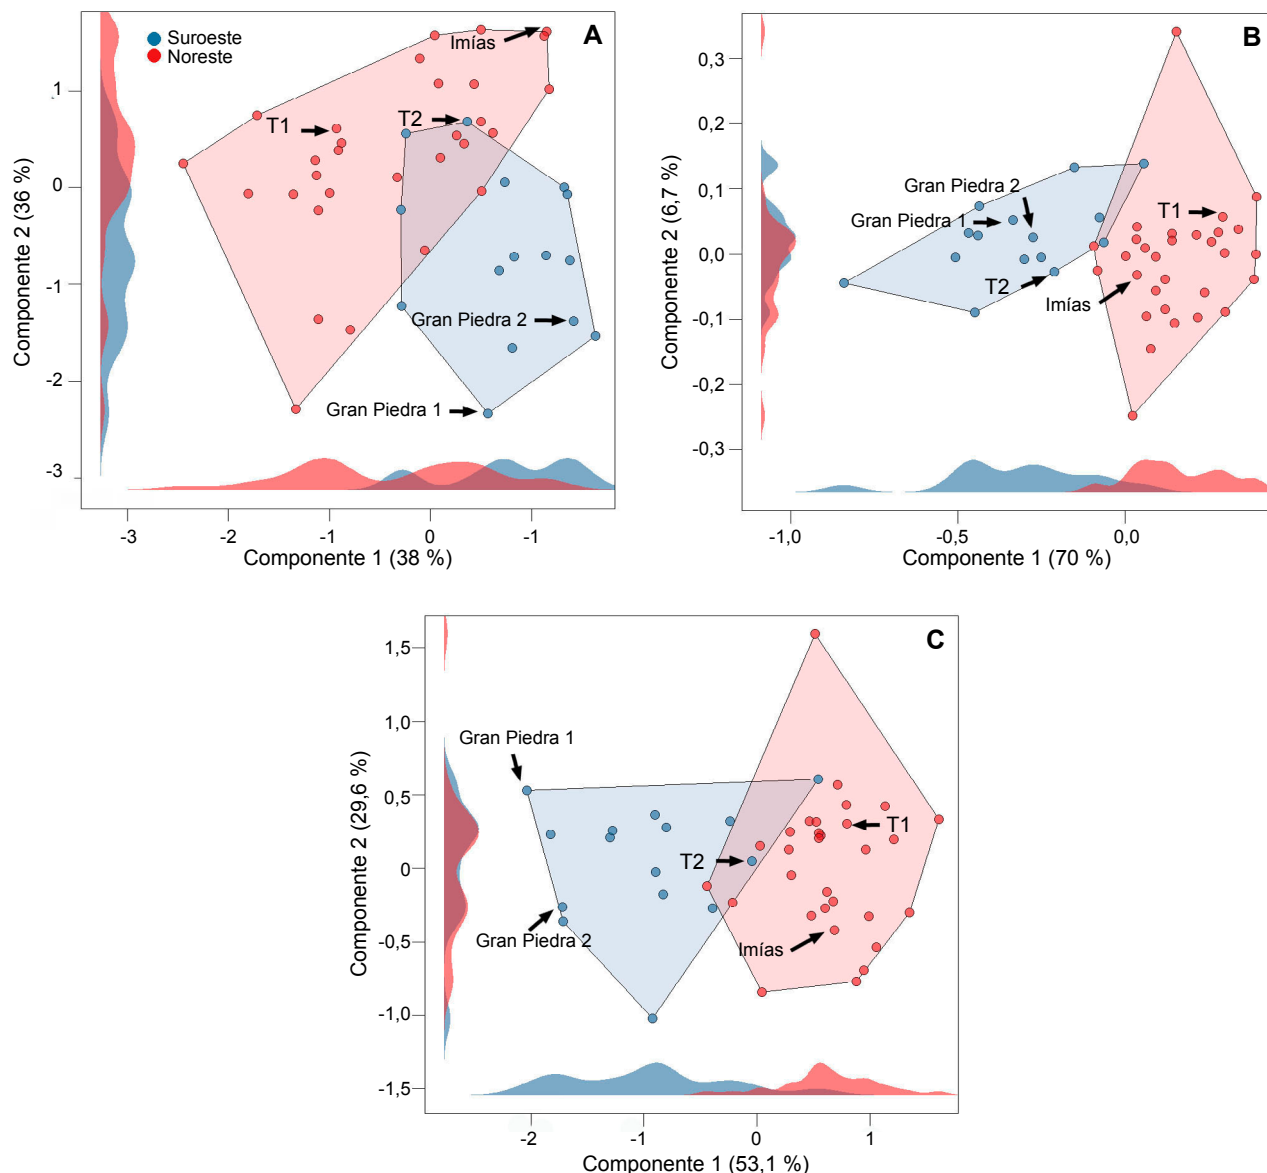 Suroeste
Noreste
A
Imías
T1
T2
Gran Piedra 2
Gran Piedra 1
1
0
-1
-2
-3
Componente 2 (36 %)
-3
-2
-1
0
-1
Componente 1 (38 %)
B
Gran Piedra 2
Gran Piedra 1
T1
T2
Imías
0,3
0,2
0,1
0,0
-0,1
-0,2
-0,3
Componente 2 (6,7 %)
-1,0
-0,5
0,0
Componente 1 (70 %)
C
Gran Piedra 1
T1
T2
Gran Piedra 2
Imías
1,5
1,0
0,5
0
-0,5
-1,0
-1,5
Componente 2 (29,6 %)
-2
-1
0
1
Componente 1 (53,1 %)